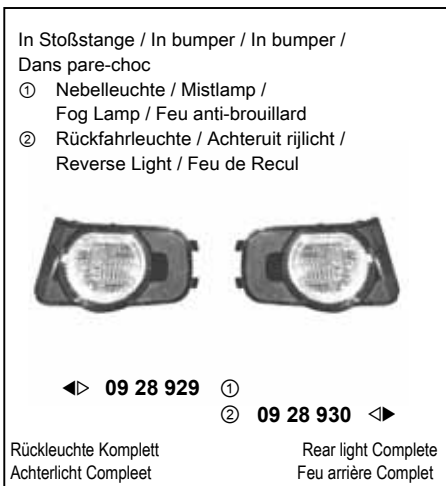 In Stoßstange / In bumper / In bumper /
Dans pare-choc
① Nebelleuchte / Mistlamp /
Fog Lamp / Feu anti-brouillard
② Rückfahrleuchte / Achteruit rijlicht /
Reverse Light / Feu de Recul
◀▷ 09 28 929 ①
② 09 28 930 ◁▶
Rückleuchte Komplett Rear light Complete
Achterlicht Compleet Feu arrière Complet